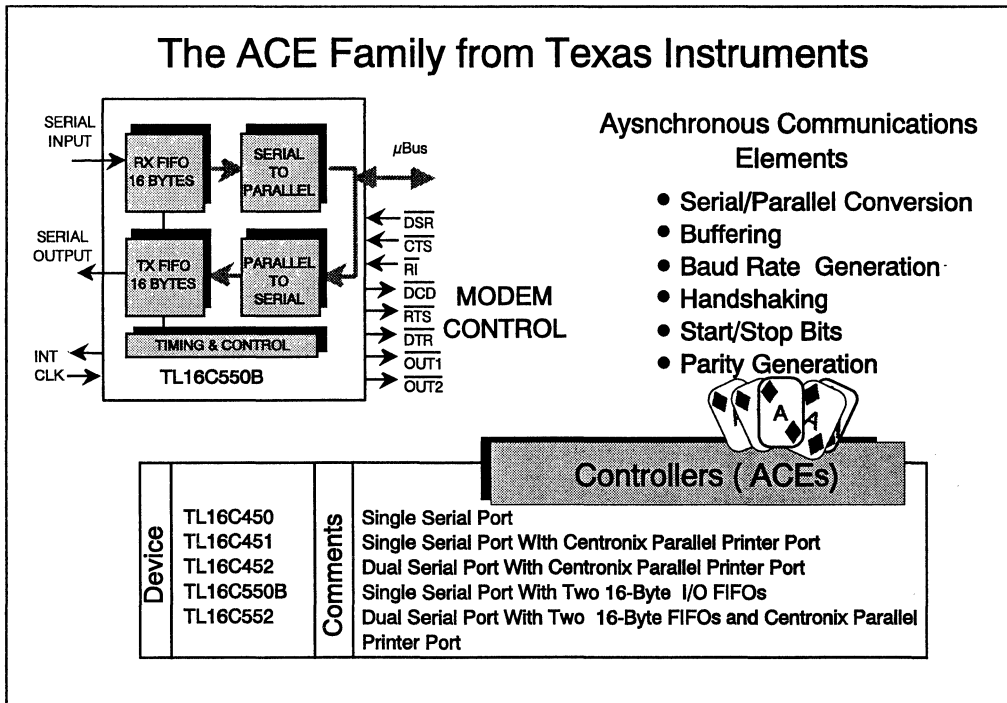 The ACE Family from Texas Instruments
SERIAL
INPUT
RX FIFO
16 BYTES
SERIAL
TO
PARALLEL
µBus
SERIAL
OUTPUT
TX FIFO
16 BYTES
PARALLEL
TO
SERIAL
TIMING & CONTROL
INT
CLK
TL16C550B
DSR
CTS
RI
DCD
RTS
DTR
OUT1
OUT2
MODEM
CONTROL
Aysnchronous Communications
Elements
• Serial/Parallel Conversion
• Buffering
• Baud Rate Generation
• Handshaking
• Start/Stop Bits
• Parity Generation
A
A
Controllers ( ACEs)
Device
Comments
TL16C450 Single Serial Port
TL16C451 Single Serial Port With Centronix Parallel Printer Port
TL16C452 Dual Serial Port With Centronix Parallel Printer Port
TL16C550B Single Serial Port With Two 16-Byte I/O FIFOs
TL16C552 Dual Serial Port With Two 16-Byte FIFOs and Centronix Parallel
Printer Port